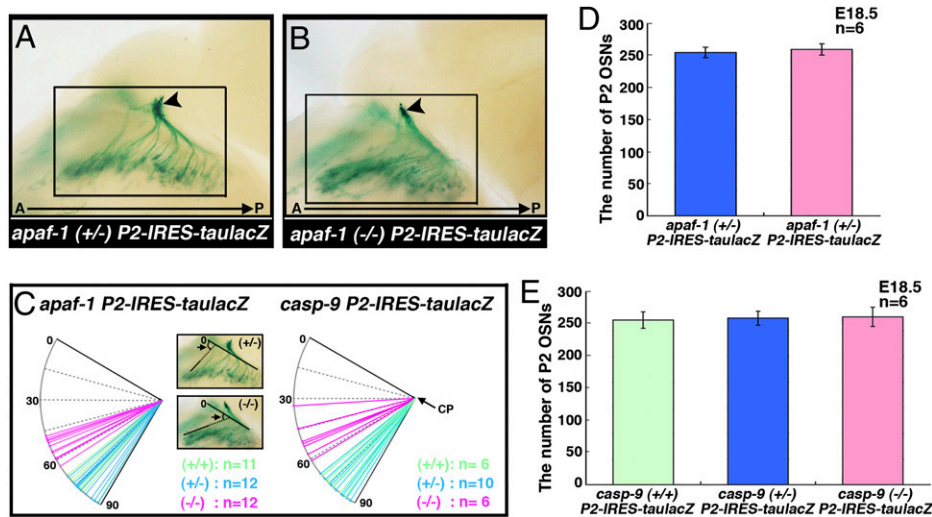 A
A
P
apaf-1 (+/-) P2-IRES-taulacZ
B
A
P
apaf-1 (-/-) P2-IRES-taulacZ
C
apaf-1 P2-IRES-taulacZ
casp-9 P2-IRES-taulacZ
0
30
60
90
(+/+): n=11
(+/-): n=12
(-/-): n=12
0
(+/-)
0
(-/-)
0
30
60
90
CP
(+/+): n= 6
(+/-): n=10
(-/-): n= 6
D
The number of P2 OSNs
300
250
200
150
100
50
0
E18.5
n=6
apaf-1 (+/-)
P2-IRES-taulacZ
apaf-1 (+/-)
P2-IRES-taulacZ
E
The number of P2 OSNs
300
250
200
150
100
50
0
E18.5
n=6
casp-9 (+/+)
P2-IRES-taulacZ
casp-9 (+/-)
P2-IRES-taulacZ
casp-9 (-/-)
P2-IRES-taulacZ